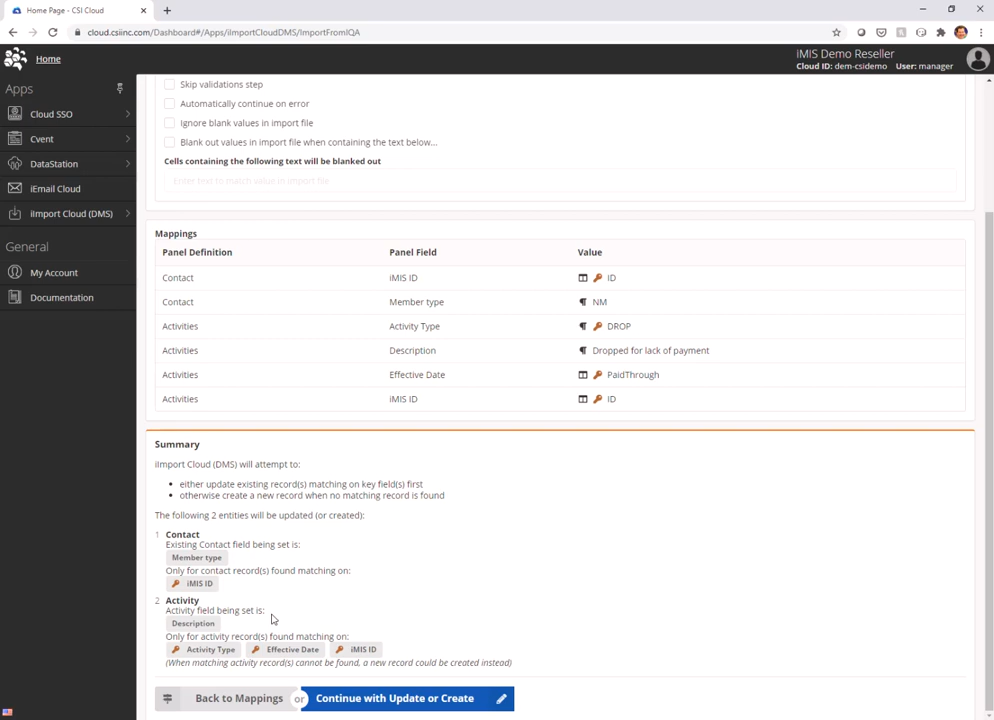 Home Page - CSI Cloud
cloud.csiinc.com/Dashboard#/Apps/iImportCloudDMS/ImportFromIQA
Home
iMIS Demo Reseller
Cloud ID: dem-csidemo User: manager
Apps
Cloud SSO
Cvent
DataStation
iEmail Cloud
iImport Cloud (DMS)
General
My Account
Documentation
Skip validations step
Automatically continue on error
Ignore blank values in import file
Blank out values in import file when containing the text below...
Cells containing the following text will be blanked out
Enter text to match value in import file
Mappings
Panel Definition Panel Field Value
Contact iMIS ID ID
Contact Member type NM
Activities Activity Type DROP
Activities Description Dropped for lack of payment
Activities Effective Date PaidThrough
Activities iMIS ID ID
Summary
iImport Cloud (DMS) will attempt to:
• either update existing record(s) matching on key field(s) first
• otherwise create a new record when no matching record is found
The following 2 entities will be updated (or created):
1 Contact
Existing Contact field being set is:
Member type
Only for contact record(s) found matching on:
iMIS ID
2 Activity
Activity field being set is:
Description
Only for activity record(s) found matching on:
Activity Type Effective Date iMIS ID
(When matching activity record(s) cannot be found, a new record could be created instead)
Back to Mappings or Continue with Update or Create